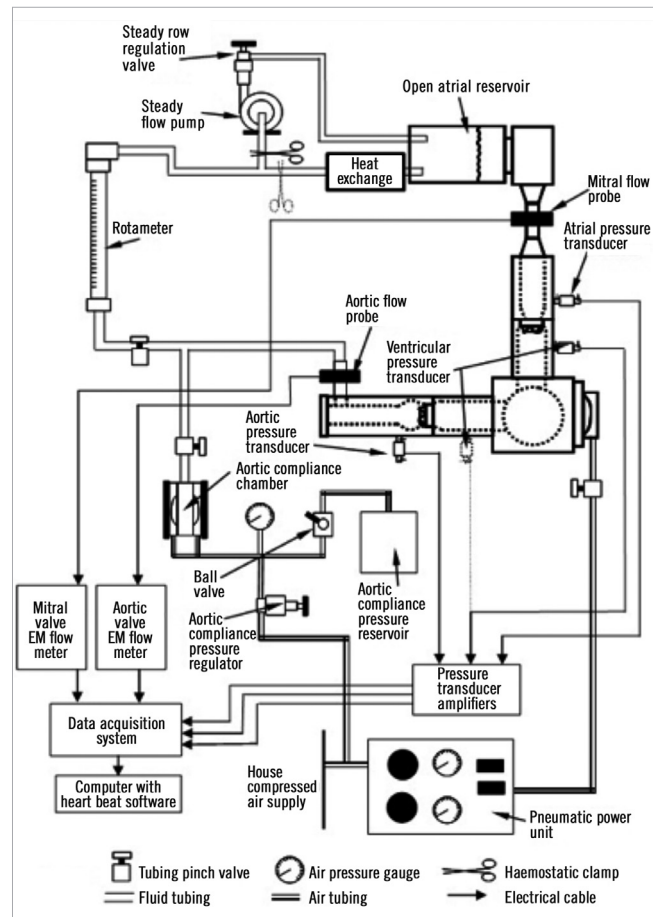 Steady row
regulation
valve
Steady
flow pump
Open atrial reservoir
Heat
exchange
Mitral flow
probe
Rotameter
Atrial pressure
transducer
Aortic flow
probe
Ventricular
pressure
transducer
Aortic
pressure
transducer
Aortic compliance
chamber
Ball
valve
Aortic
compliance
pressure
regulator
Aortic
compliance
pressure
reservoir
Mitral
valve
EM flow
meter
Aortic
valve
EM flow
meter
Pressure
transducer
amplifiers
Data acquisition
system
Computer with
heart beat software
House
compressed
air supply
Pneumatic power
unit
Tubing pinch valve
Air pressure gauge
Haemostatic clamp
Fluid tubing
Air tubing
Electrical cable